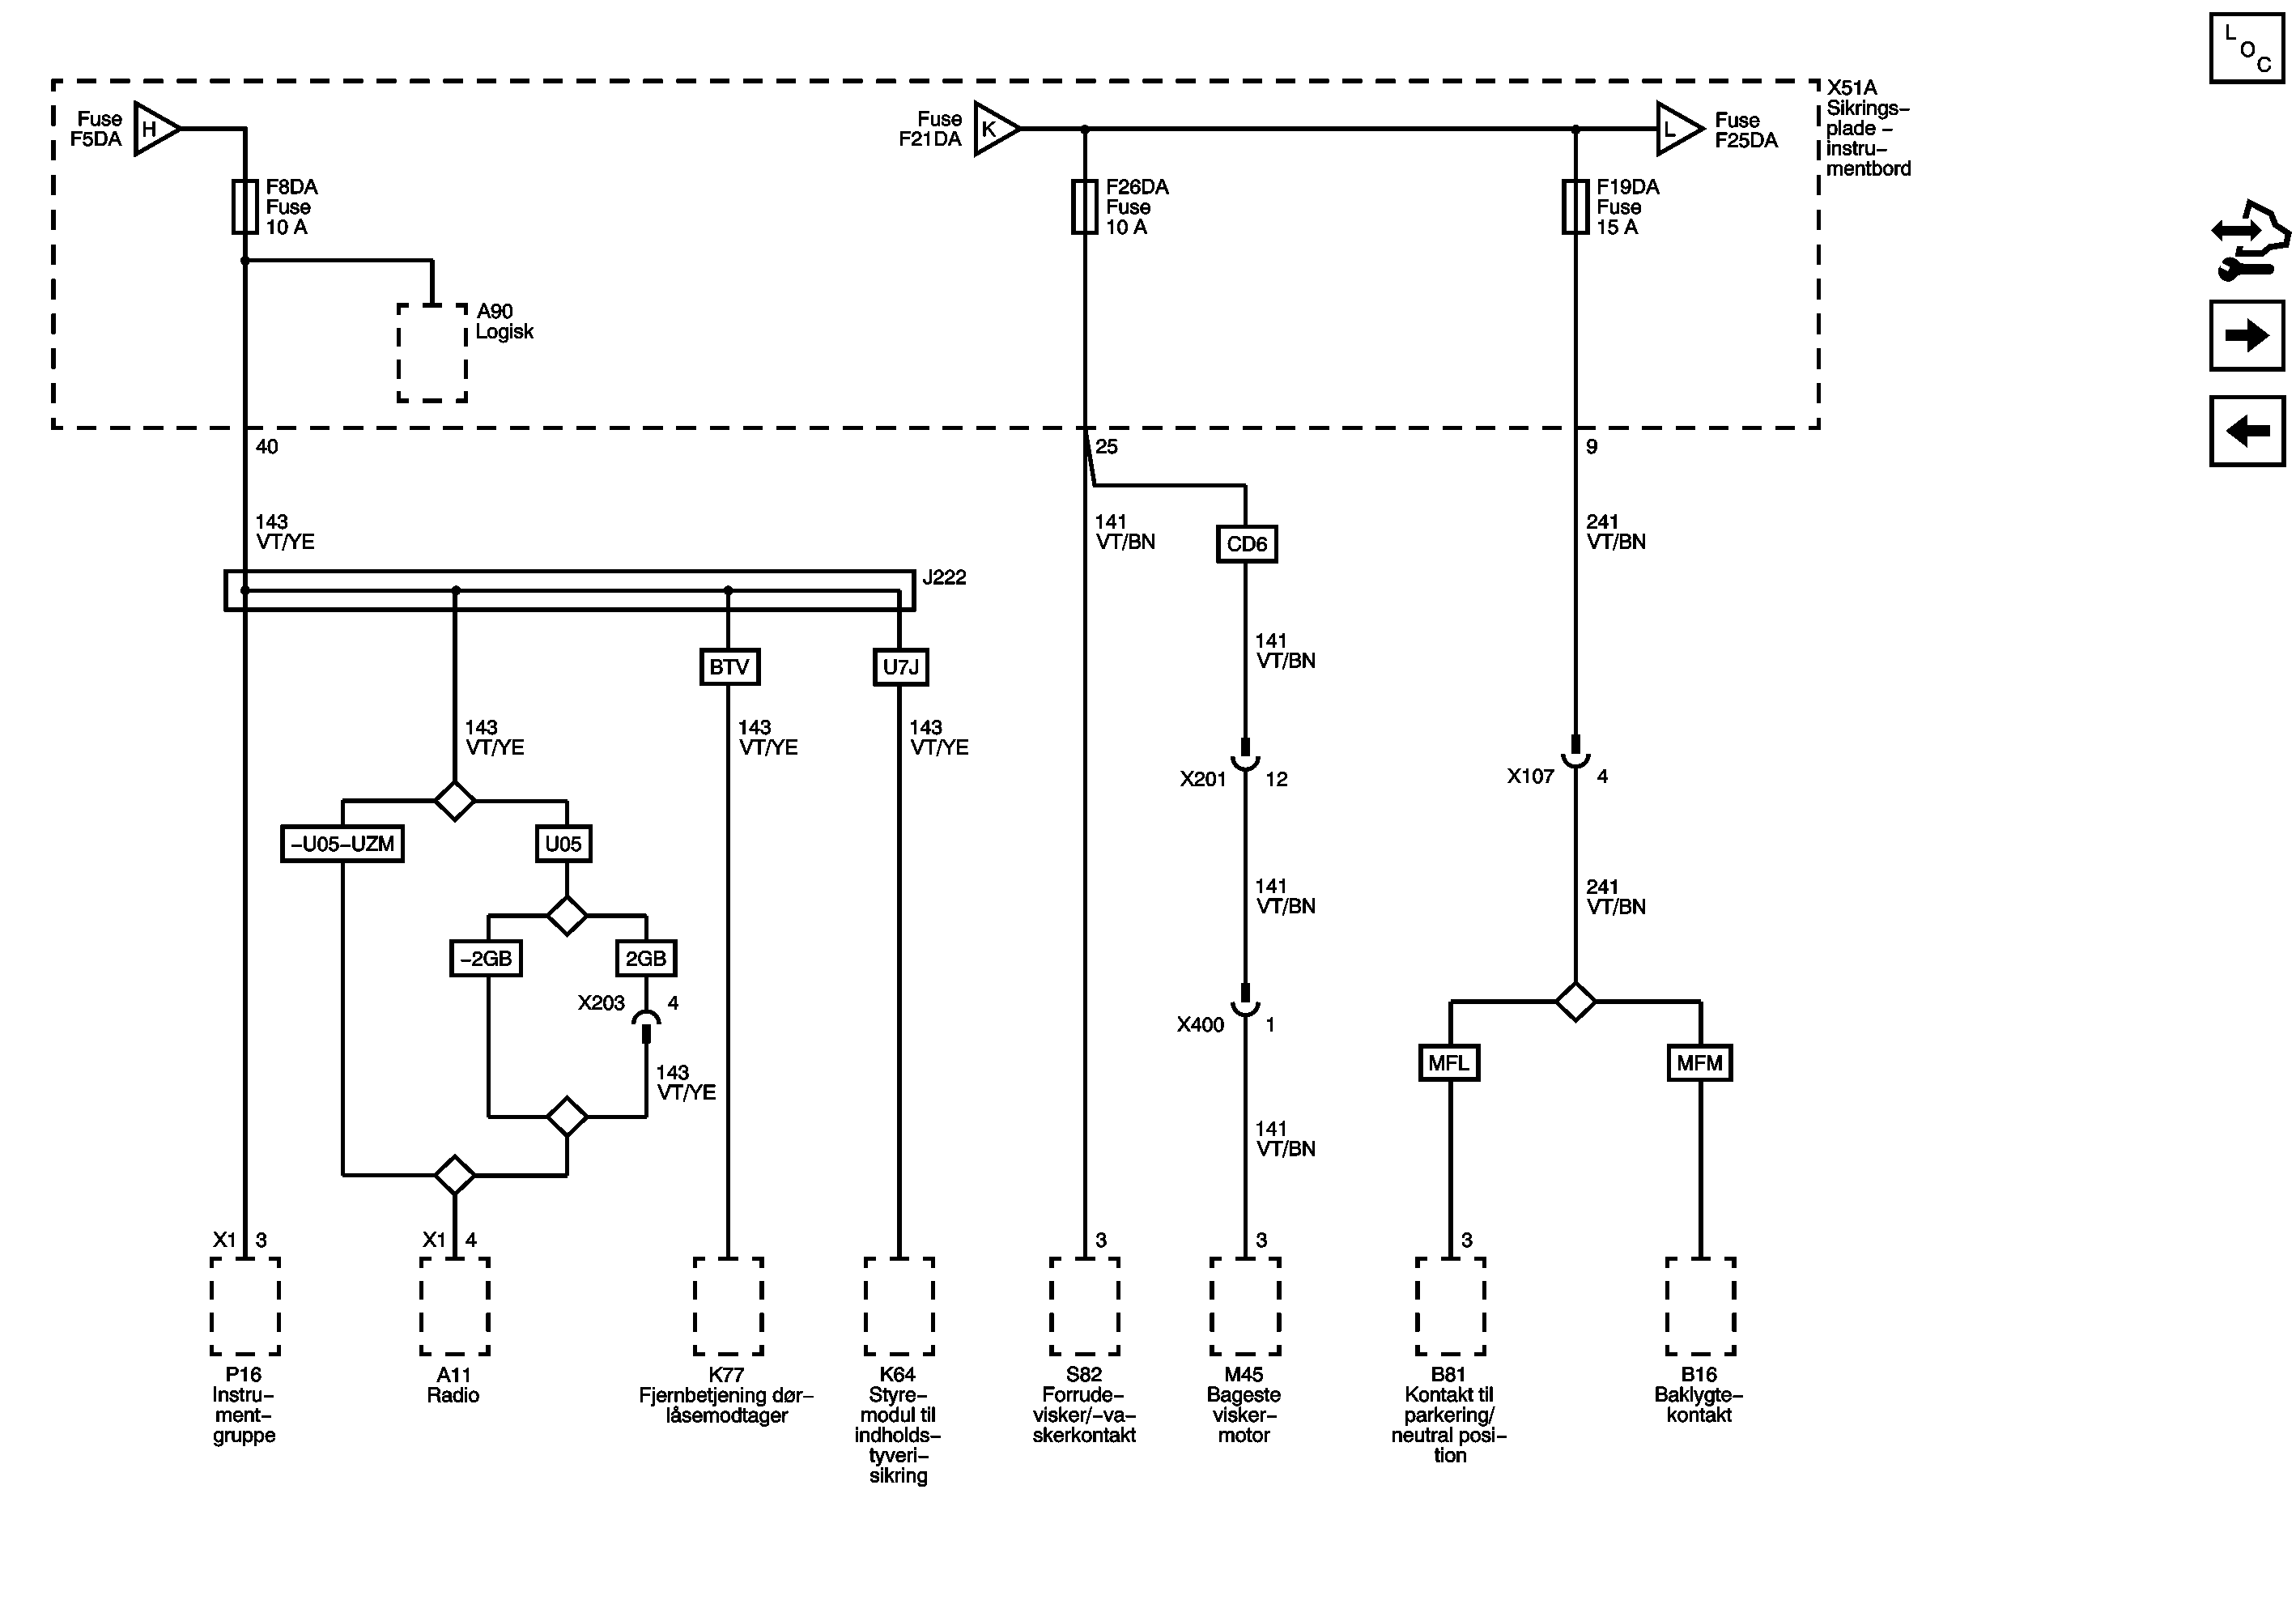 L
O
C
X51A
Sikrings-
plade -
instru-
mentbord
Fuse
F5DA
H
Fuse
F21DA
K
L
Fuse
F25DA
F8DA
Fuse
10 A
F26DA
Fuse
10 A
F19DA
Fuse
15 A
A90
Logisk
40
25
9
143
VT/YE
141
VT/BN
CD6
241
VT/BN
J222
BTV
U7J
141
VT/BN
143
VT/YE
143
VT/YE
143
VT/YE
X201
12
X107
4
-U05-UZM
U05
141
VT/BN
241
VT/BN
-2GB
2GB
X203
4
X400
1
MFL
MFM
143
VT/YE
141
VT/BN
X1
3
X1
4
3
3
3
P16
Instru-
ment-
gruppe
A11
Radio
K77
Fjernbetjening dør-
låsemodtager
K64
Styre-
modul til
indholds-
tyveri-
sikring
S82
Forrude-
visker/-va-
skerkontakt
M45
Bageste
visker-
motor
B81
Kontakt til
parkering/
neutral posi-
tion
B16
Baklygte-
kontakt